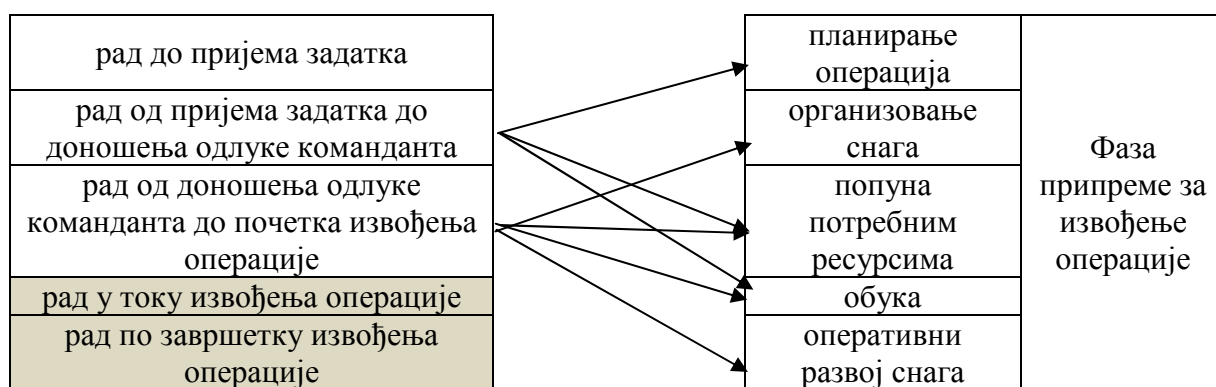 рад до пријема задатка
рад од пријема задатка до
доношења одлуке команданта
рад од доношења одлуке
команданта до почетка извођења
операције
рад у току извођења операције
рад по завршетку извођења
операције
планирање
операција
организовање
снага
попуна
потребним
ресурсима
обука
оперативни
развој снага
Фаза
припреме за
извођење
операције